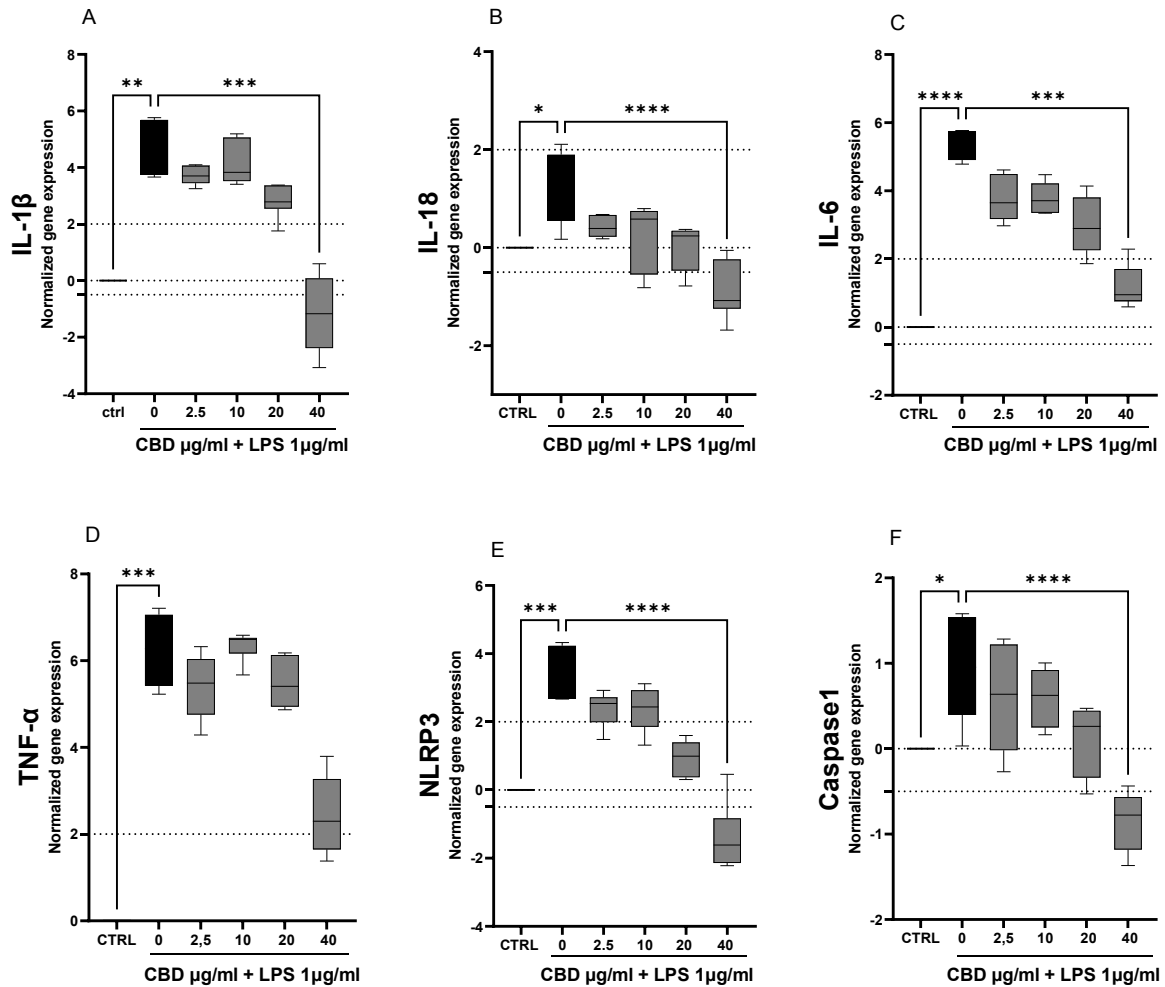 A
IL-1β
Normalized gene expression
8
6
4
2
0
-2
-4
** ***
ctrl 0 2.5 10 20 40
CBD µg/ml + LPS 1µg/ml
B
IL-18
Normalized gene expression
4
2
0
-2
* ****
CTRL 0 2.5 10 20 40
CBD µg/ml + LPS 1µg/ml
C
IL-6
Normalized gene expression
8
6
4
2
0
-2
**** ***
CTRL 0 2.5 10 20 40
CBD µg/ml + LPS 1µg/ml
D
TNF-α
Normalized gene expression
8
6
4
2
0
***
CTRL 0 2,5 10 20 40
CBD µg/ml + LPS 1µg/ml
E
NLRP3
Normalized gene expression
6
4
2
0
-2
-4
*** ****
CTRL 0 2.5 10 20 40
CBD µg/ml + LPS 1µg/ml
F
Caspase1
Normalized gene expression
2
1
0
-1
-2
* ****
CTRL 0 2,5 10 20 40
CBD µg/ml + LPS 1µg/ml